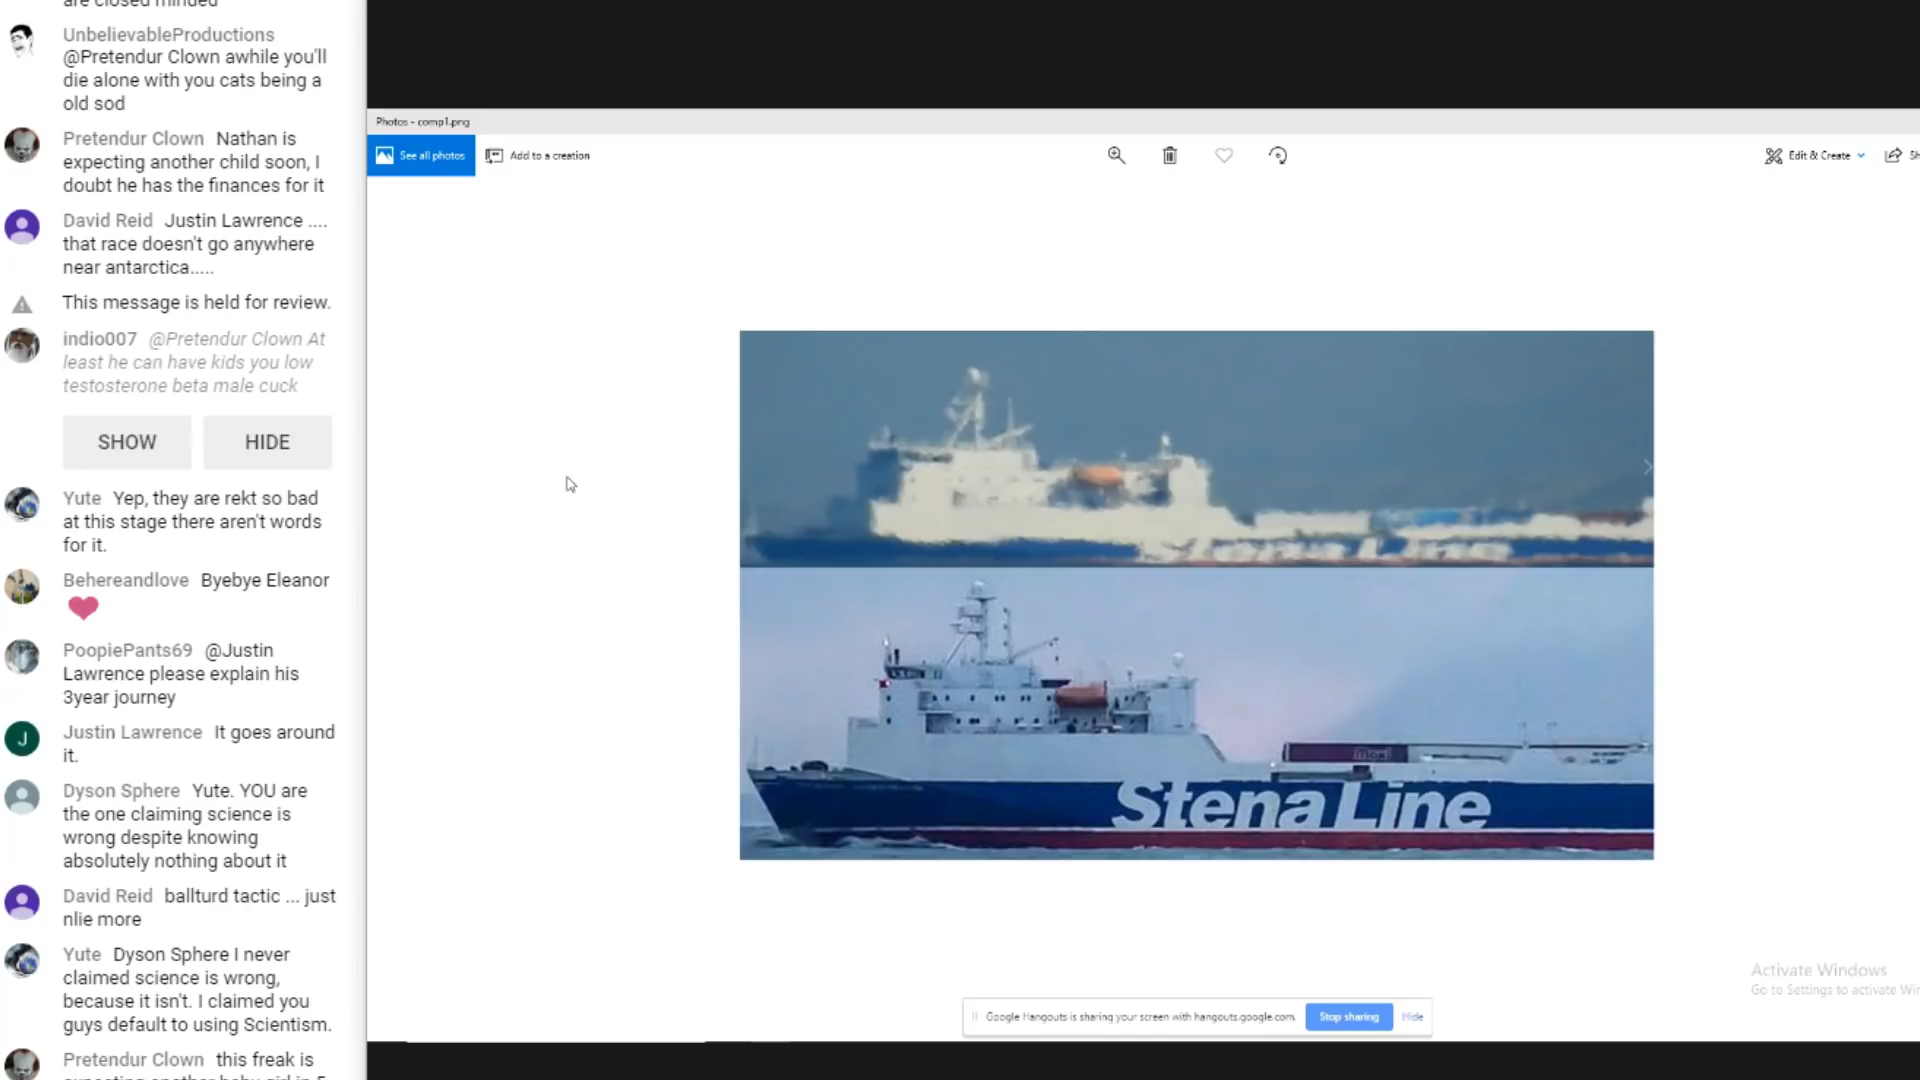 are closed minded
UnbelievableProductions
@Pretendur Clown awhile you'll
die alone with you cats being a
old sod
Pretendur Clown Nathan is
expecting another child soon, I
doubt he has the finances for it
David Reid Justin Lawrence ....
that race doesn't go anywhere
near antarctica.....
This message is held for review.
indio007 @Pretendur Clown At
least he can have kids you low
testosterone beta male cuck
SHOW HIDE
Yute Yep, they are rekt so bad
at this stage there aren't words
for it.
Behereandlove Byebye Eleanor
PoopiePants69 @Justin
Lawrence please explain his
3year journey
J
Justin Lawrence It goes around
it.
Dyson Sphere Yute. YOU are
the one claiming science is
wrong despite knowing
absolutely nothing about it
David Reid ballturd tactic ... just
nlie more
Yute Dyson Sphere I never
claimed science is wrong,
because it isn't. I claimed you
guys default to using Scientism.
Pretendur Clown this freak is
Photos - comp1.png
See all photos Add to a creation Edit & Create Sh
Stena Line
Activate Windows
Go to Settings to activate Win
Google Hangouts is sharing your screen with hangouts.google.com. Stop sharing Hide